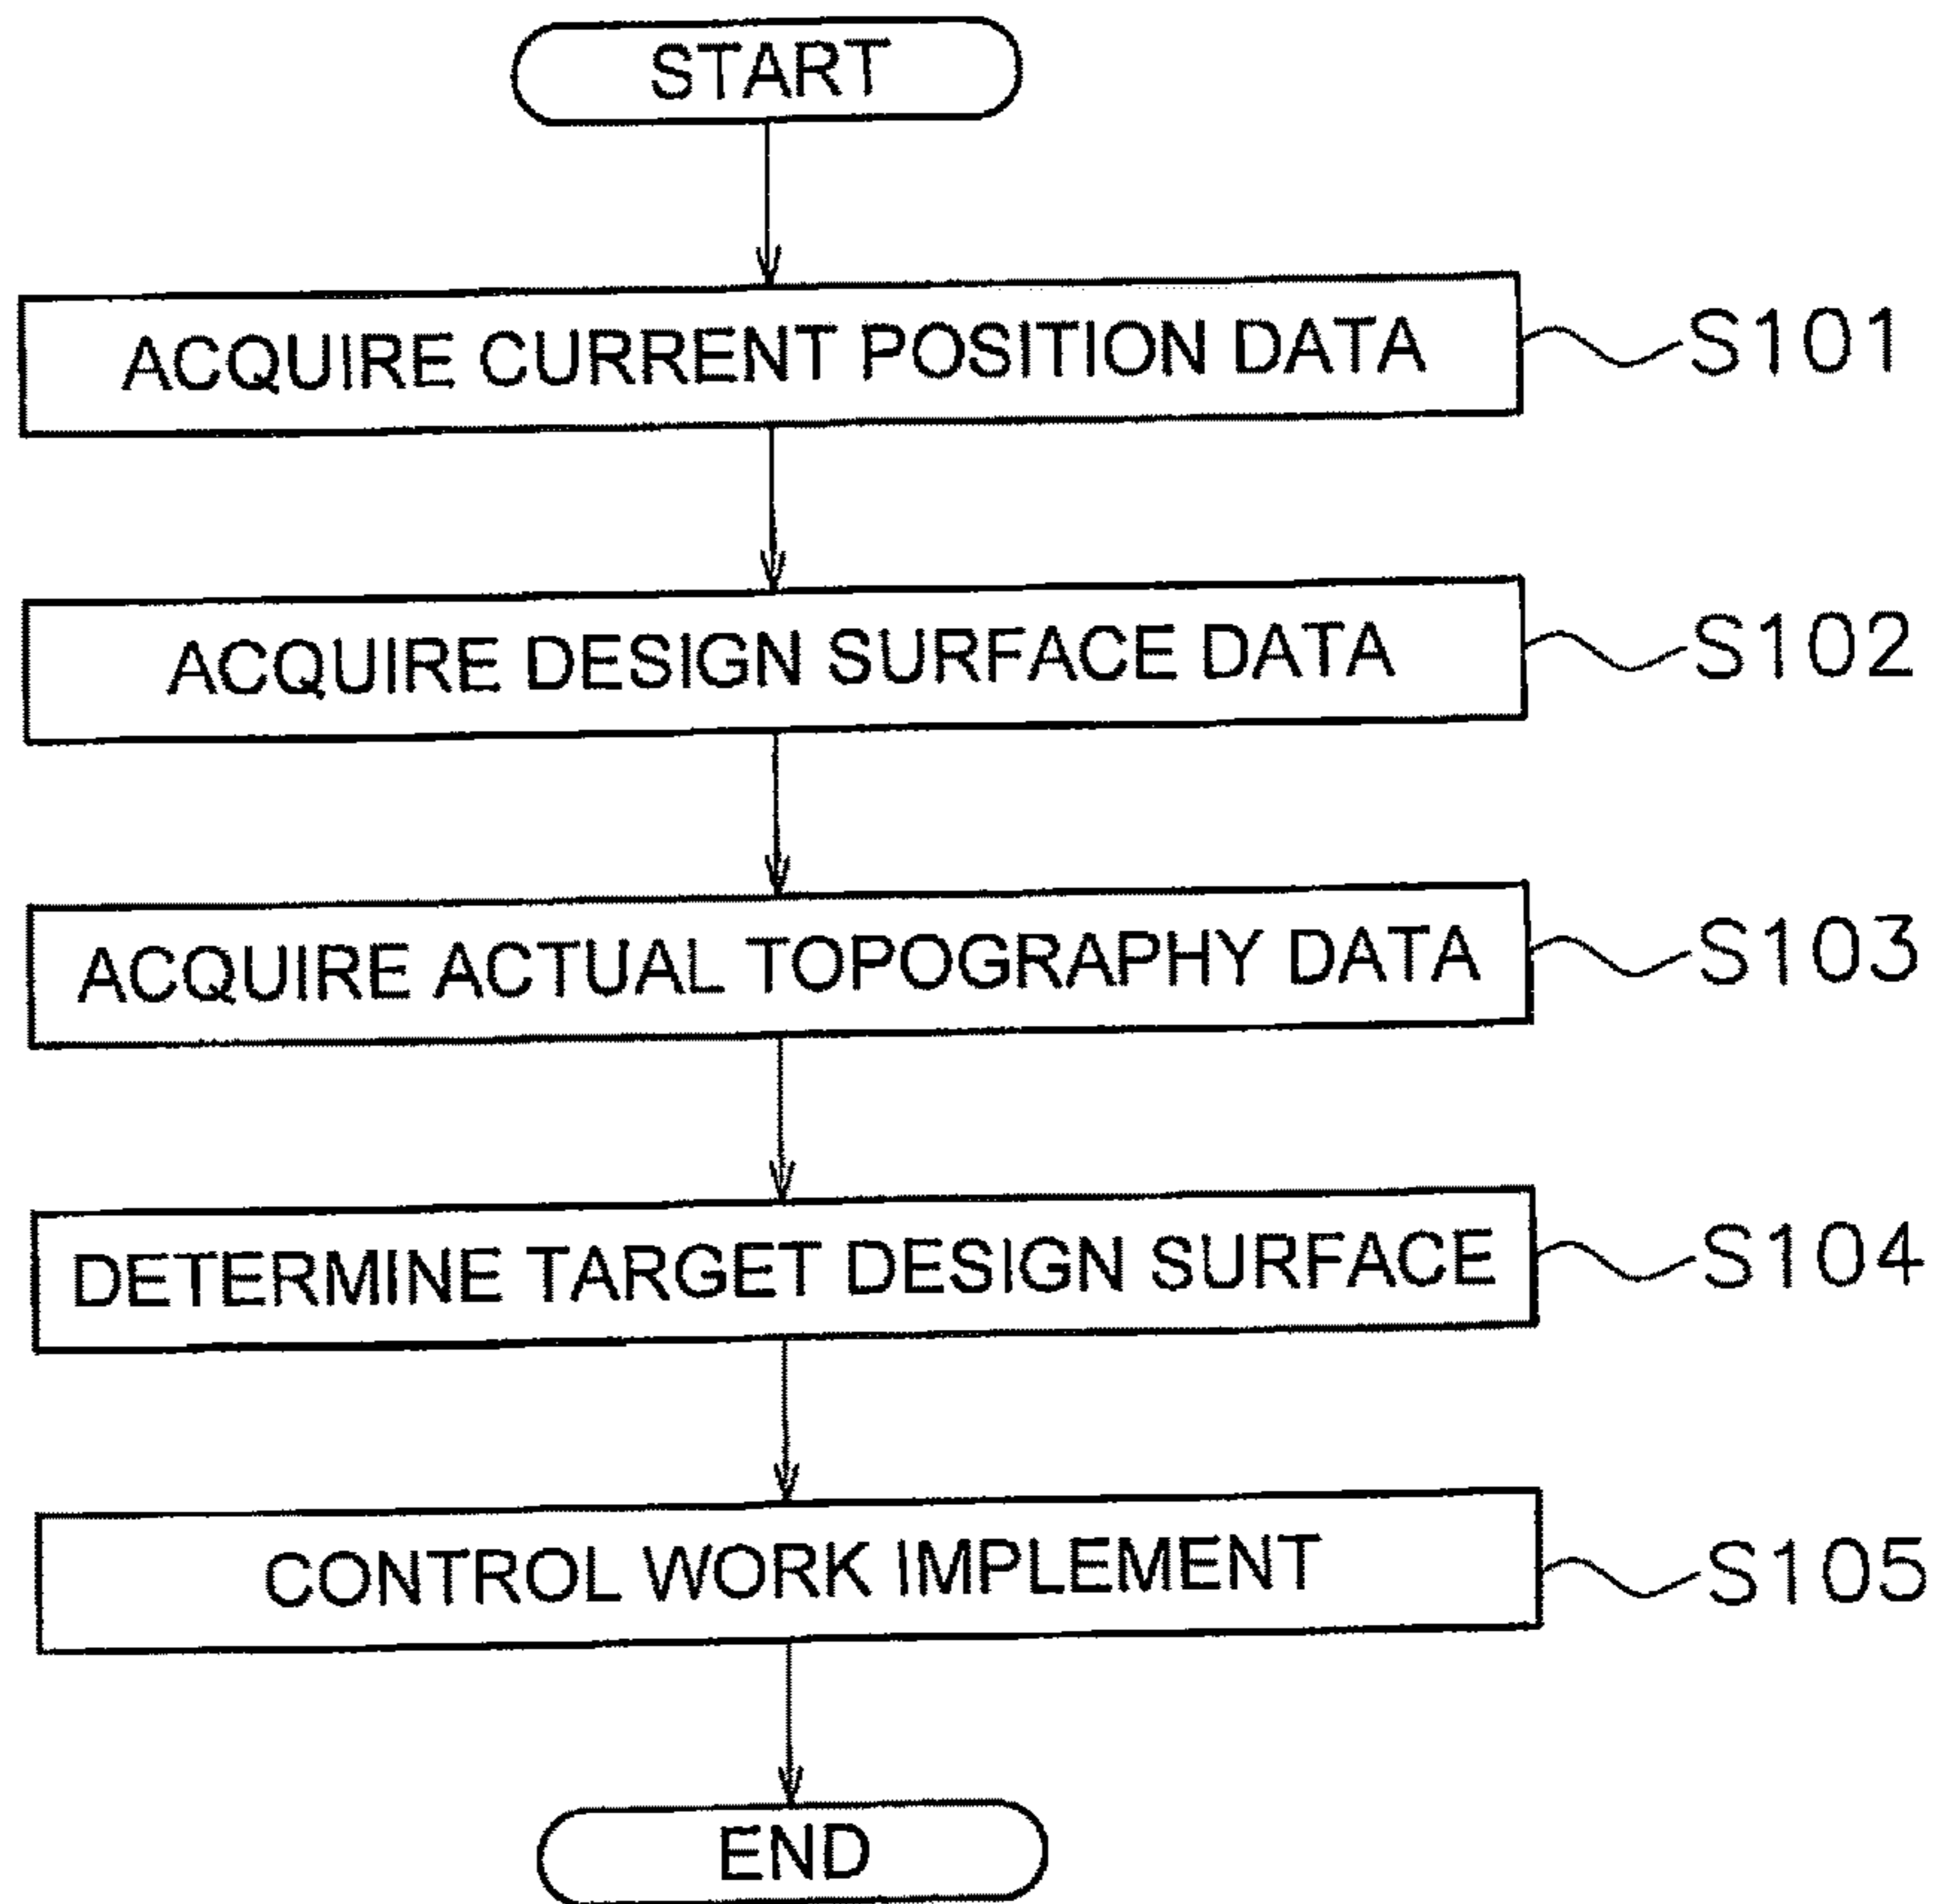 START
ACQUIRE CURRENT POSITION DATA S101
ACQUIRE DESIGN SURFACE DATA S102
ACQUIRE ACTUAL TOPOGRAPHY DATA S103
DETERMINE TARGET DESIGN SURFACE S104
CONTROL WORK IMPLEMENT S105
END